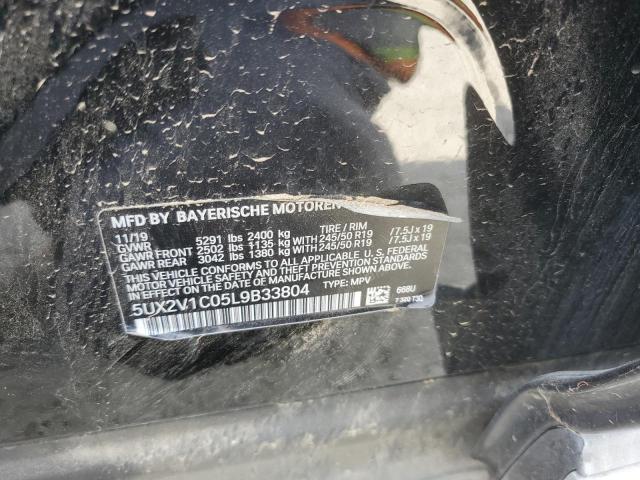 MFD BY BAYERISCHE MOTOREN
11/19 TIRE / RIM
GVWR 5291 lbs 2400 kg
GAWR FRONT 2502 lbs 1135 kg WITH 245/50 R19 /7.5J x 19
GAWR REAR 3042 lbs 1380 kg WITH 245/50 R19 /7.5J x 19
THIS VEHICLE CONFORMS TO ALL APPLICABLE U. S. FEDERAL
MOTOR VEHICLE SAFETY STANDARDS IN EFFECT ON THE
DATE OF MANUFACTURE SHOWN ABOVE.
5UX2V1C05L9B33804 TYPE: MPV
668U